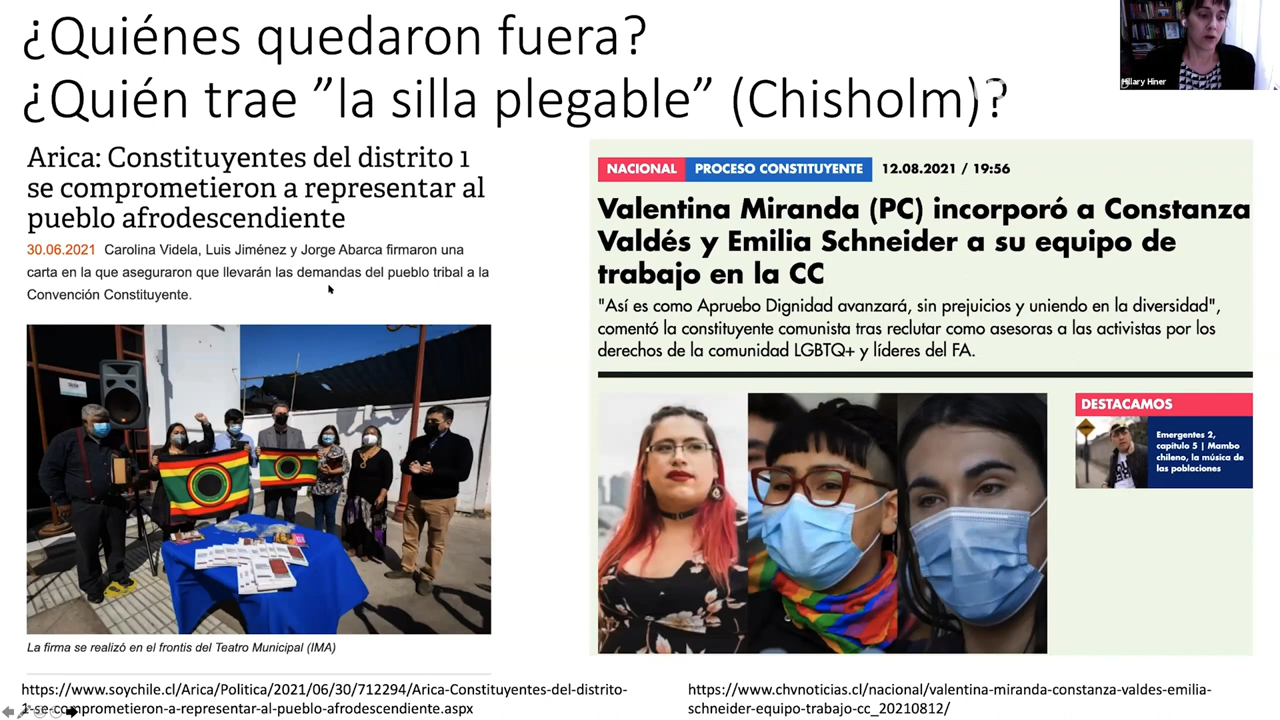 ¿Quiénes quedaron fuera?
¿Quién trae ”la silla plegable” (Chisholm)?
Hillary Hiner
Arica: Constituyentes del distrito 1
se comprometieron a representar al
pueblo afrodescendiente
30.06.2021 Carolina Videla, Luis Jiménez y Jorge Abarca firmaron una
carta en la que aseguraron que llevarán las demandas del pueblo tribal a la
Convención Constituyente.
La firma se realizó en el frontis del Teatro Municipal (IMA)
https://www.soychile.cl/Arica/Politica/2021/06/30/712294/Arica-Constituyentes-del-distrito-
1-se-comprometieron-a-representar-al-pueblo-afrodescendiente.aspx
NACIONAL PROCESO CONSTITUYENTE 12.08.2021 / 19:56
Valentina Miranda (PC) incorporó a Constanza
Valdés y Emilia Schneider a su equipo de
trabajo en la CC
"Así es como Apruebo Dignidad avanzará, sin prejuicios y uniendo en la diversidad",
comentó la constituyente comunista tras reclutar como asesoras a las activistas por los
derechos de la comunidad LGBTQ+ y líderes del FA.
DESTACAMOS
Emergentes 2,
capítulo 5 | Mambo
chileno, la música de
las poblaciones
https://www.chvnoticias.cl/nacional/valentina-miranda-constanza-valdes-emilia-
schneider-equipo-trabajo-cc_20210812/